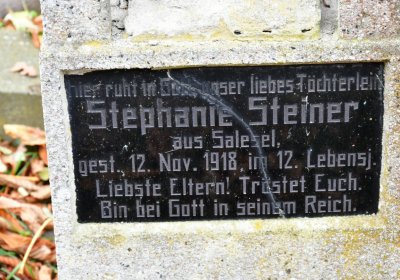 Hier ruht in Gott unser liebes Töchterlein
Stephanie Steiner
aus Salesel,
gest. 12. Nov. 1918 im 12. Lebensj.
Liebste Eltern! Tröstet Euch.
Bin bei Gott in seinem Reich.